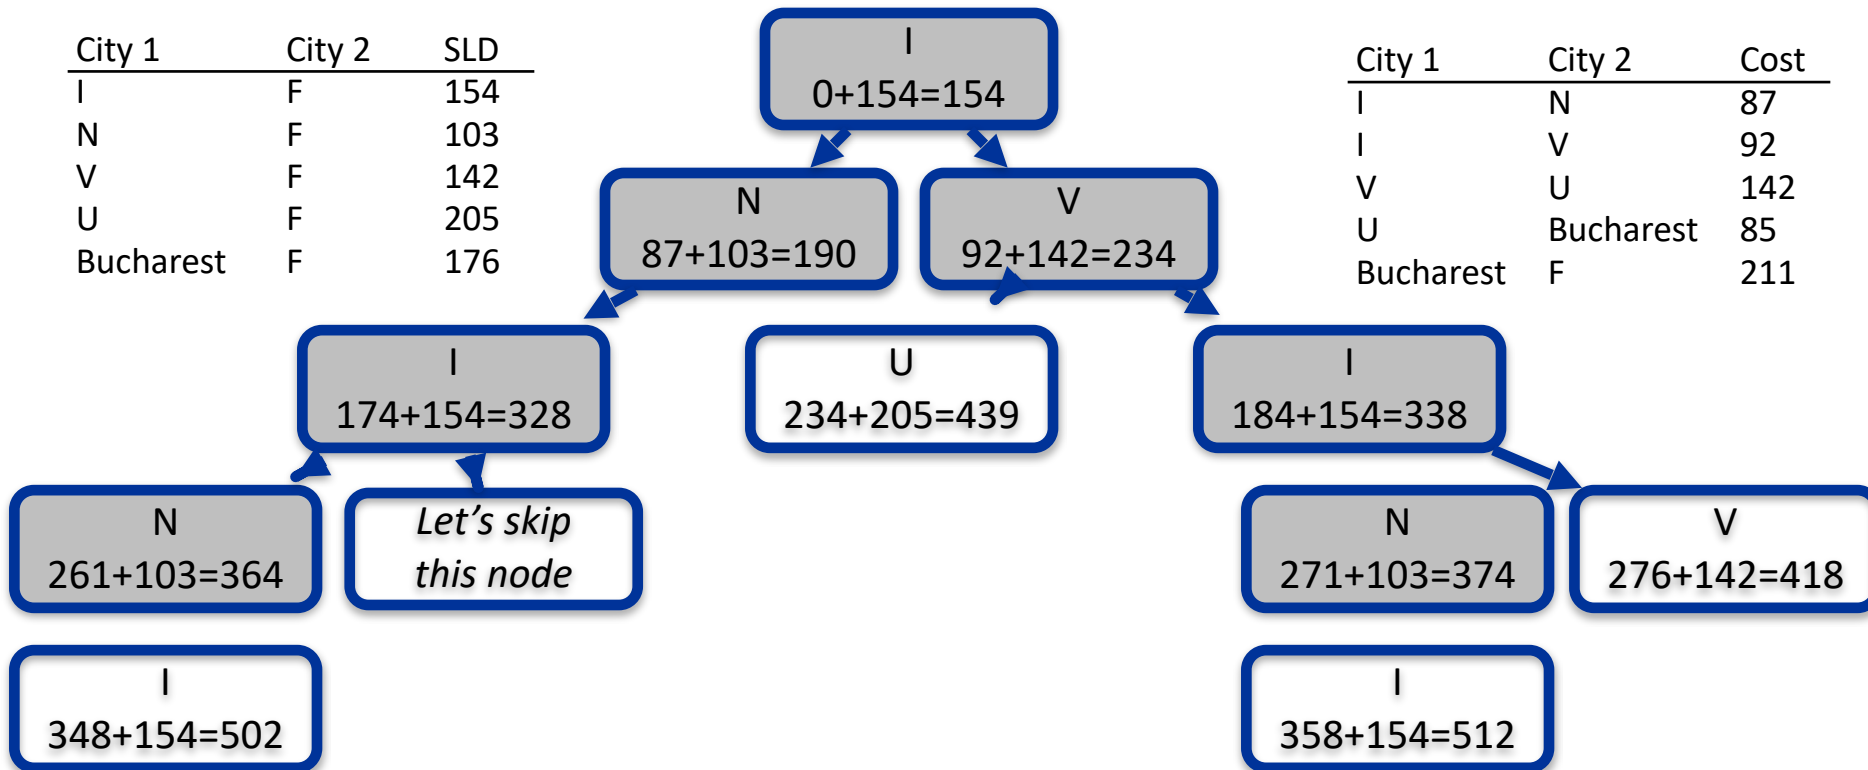 City 1 City 2 SLD
I F 154
N F 103
V F 142
U F 205
Bucharest F 176
I
0+154=154
City 1 City 2 Cost
I N 87
I V 92
V U 142
U Bucharest 85
Bucharest F 211
N
87+103=190
V
92+142=234
I
174+154=328
U
234+205=439
I
184+154=338
N
261+103=364
Let's skip
this node
N
271+103=374
V
276+142=418
I
348+154=502
I
358+154=512